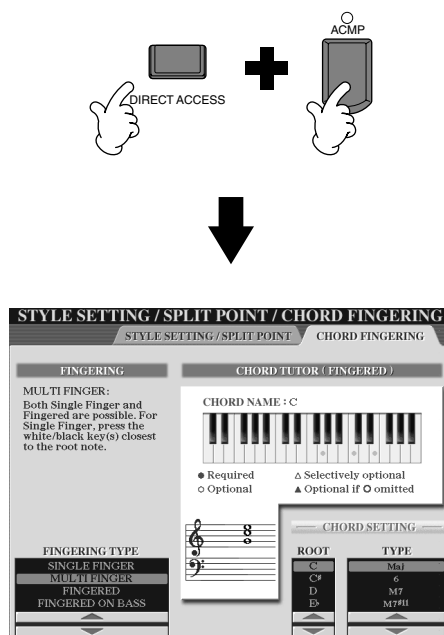 ACMP
DIRECT ACCESS
STYLE SETTING / SPLIT POINT / CHORD FINGERING
STYLE SETTING / SPLIT POINT
CHORD FINGERING
FINGERING
MULTI FINGER:
Both Single Finger and
Fingered are possible. For
Single Finger, press the
white/black key(s) closest
to the root note.
CHORD TUTOR ( FINGERED )
CHORD NAME : C
● Required
△ Selectively optional
○ Optional
▲ Optional if O omitted
CHORD SETTING
FINGERING TYPE
SINGLE FINGER
MULTI FINGER
FINGERED
FINGERED ON BASS
ROOT
C
C♯
D
E♭
TYPE
Maj
6
M7
M7♯11